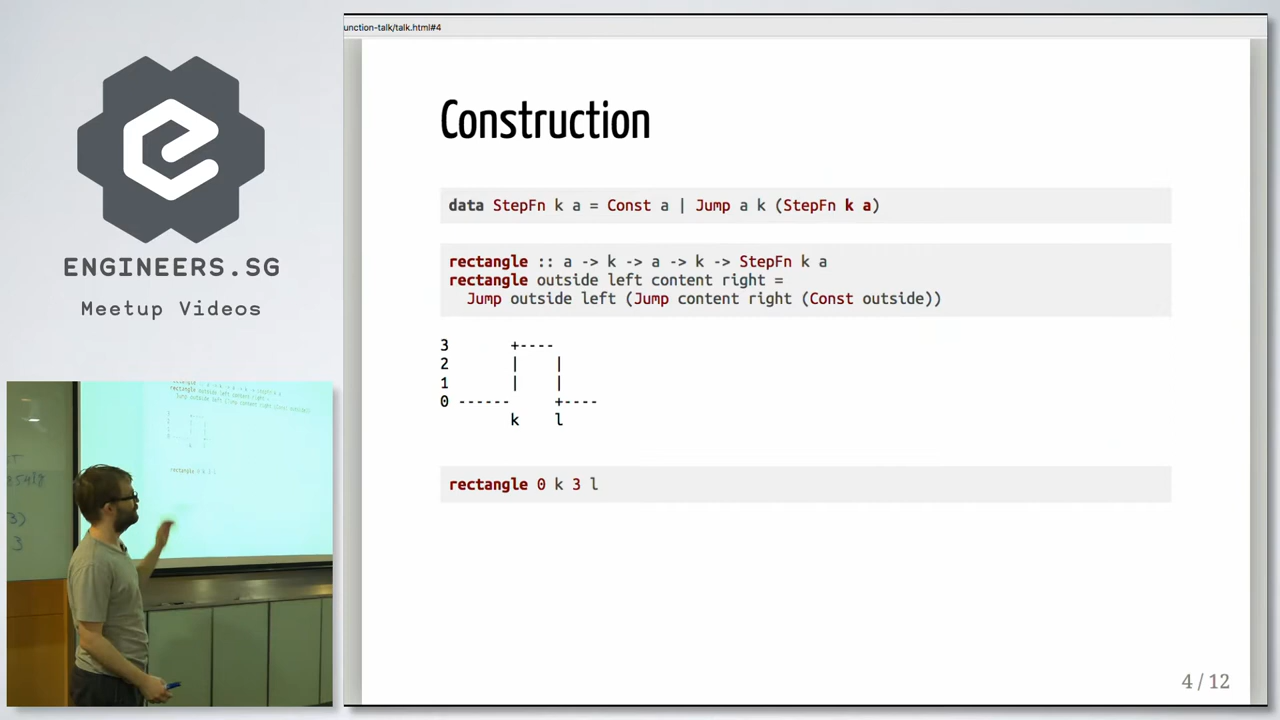 unction-talk/talk.html#4
Construction
data StepFn k a = Const a | Jump a k (StepFn k a)
rectangle :: a -> k -> a -> k -> StepFn k a
rectangle outside left content right =
Jump outside left (Jump content right (Const outside))
3 +----
2 | |
1 | |
0 ------ +----
k l
rectangle 0 k 3 l
4 / 12
ENGINEERS.SG
Meetup Videos